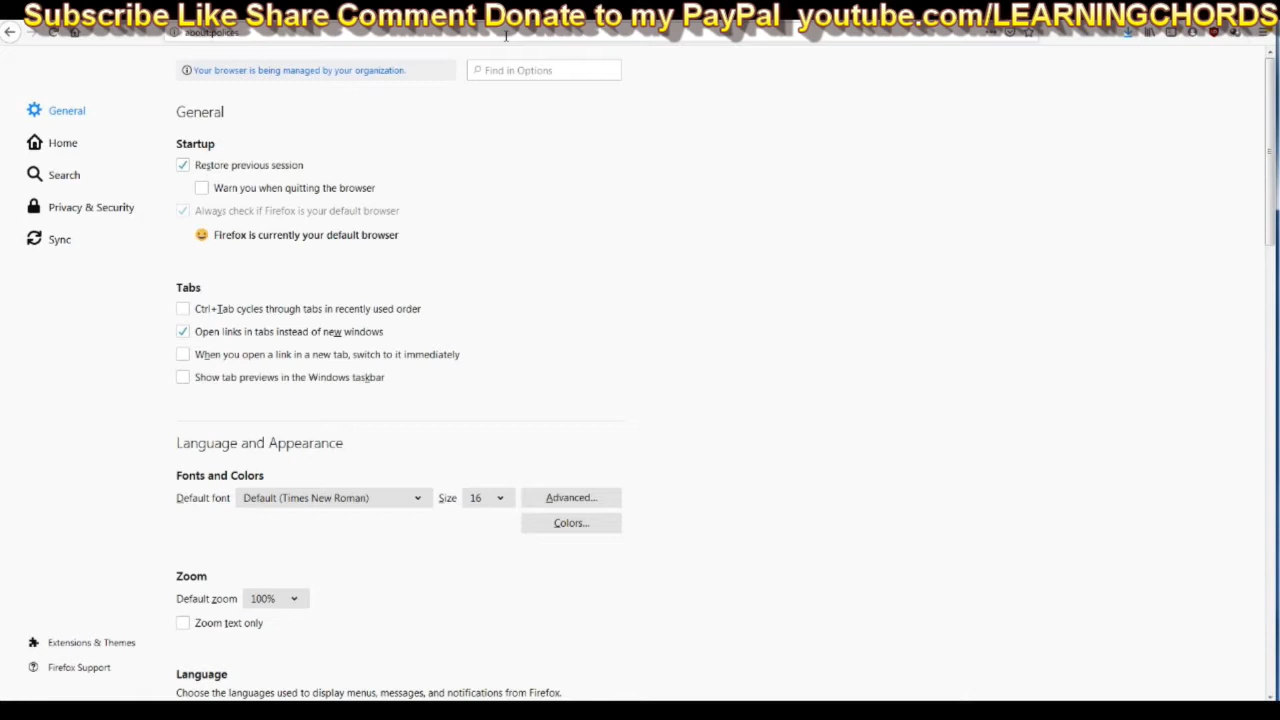 Subscribe Like Share Comment Donate to my PayPal youtube.com/LEARNINGCHORDS
about:polices
Your browser is being managed by your organization.
Find in Options
General
Home
Search
Privacy & Security
Sync
Extensions & Themes
Firefox Support
General
Startup
Restore previous session
Warn you when quitting the browser
Always check if Firefox is your default browser
Firefox is currently your default browser
Tabs
Ctrl+Tab cycles through tabs in recently used order
Open links in tabs instead of new windows
When you open a link in a new tab, switch to it immediately
Show tab previews in the Windows taskbar
Language and Appearance
Fonts and Colors
Default font Default (Times New Roman) Size 16 Advanced...
Colors...
Zoom
Default zoom 100%
Zoom text only
Language
Choose the languages used to display menus, messages, and notifications from Firefox.